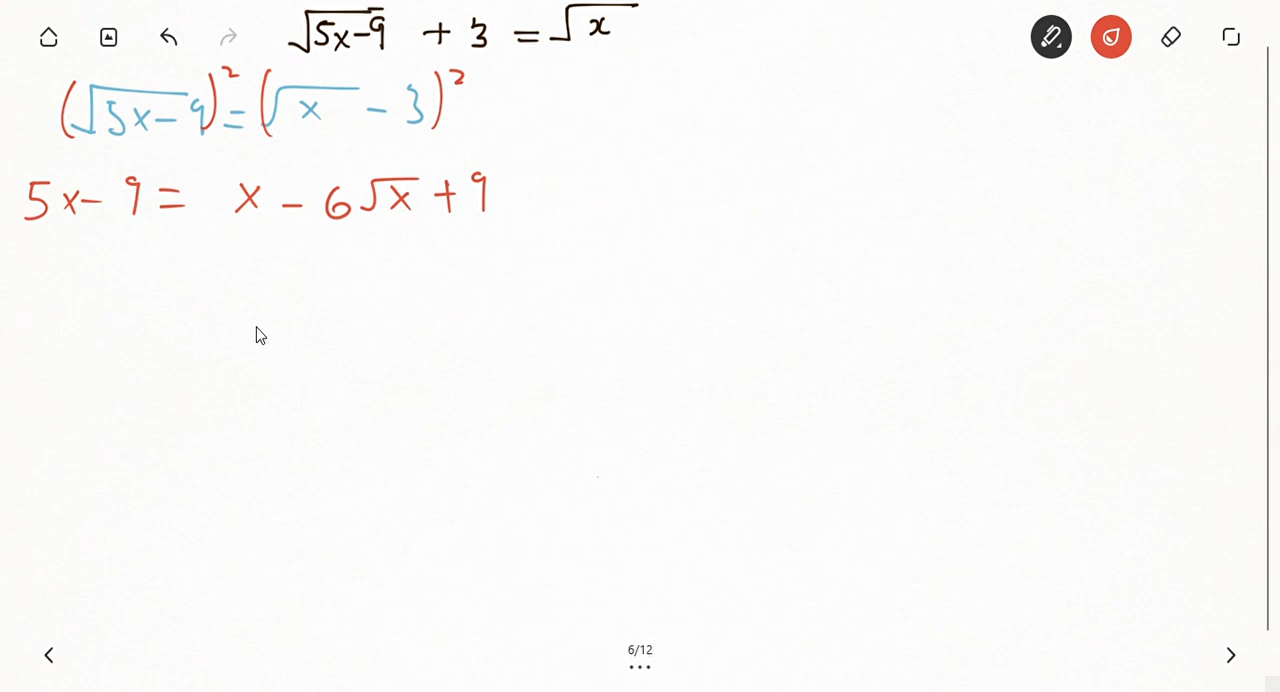 √5x-9 + 3 = √x
(√5x-9)² = (√x - 3)²
5x - 9 = x - 6√x + 9
6/12